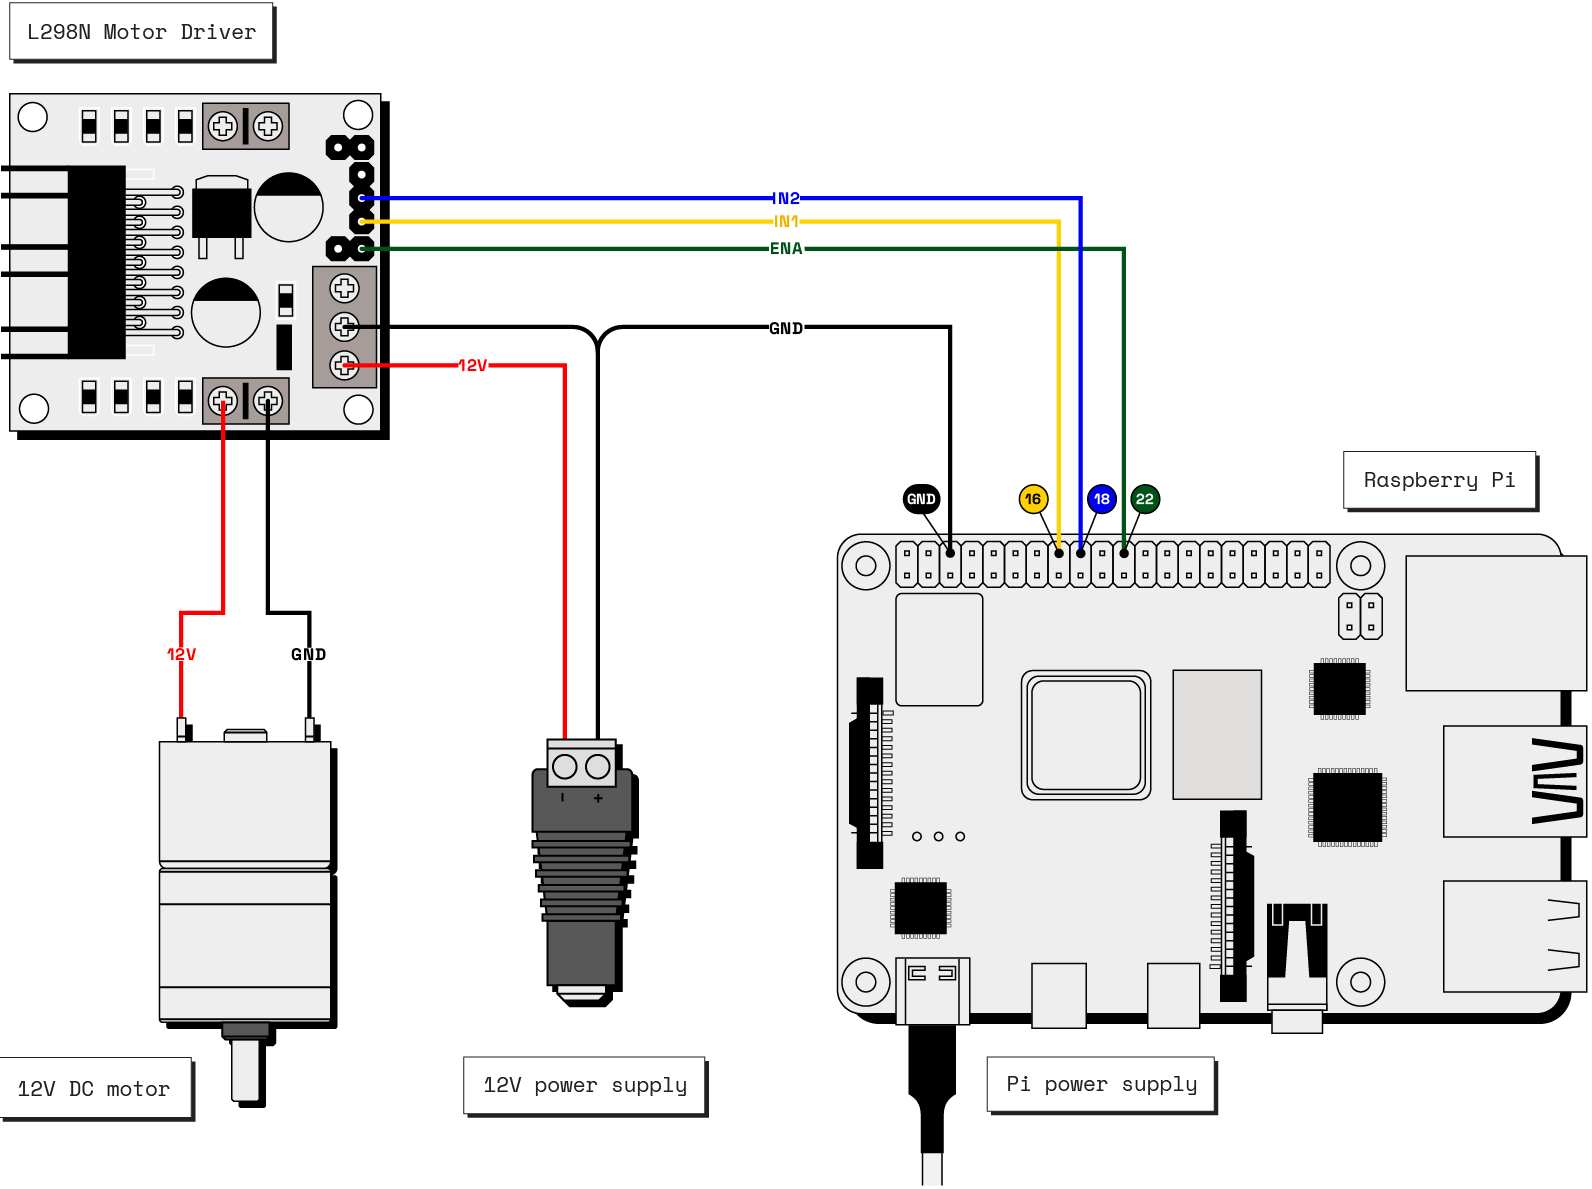 L298N Motor Driver
IN2
IN1
ENA
GND
12V
GND
16
18
22
Raspberry Pi
12V
GND
- +
12V DC motor
12V power supply
Pi power supply